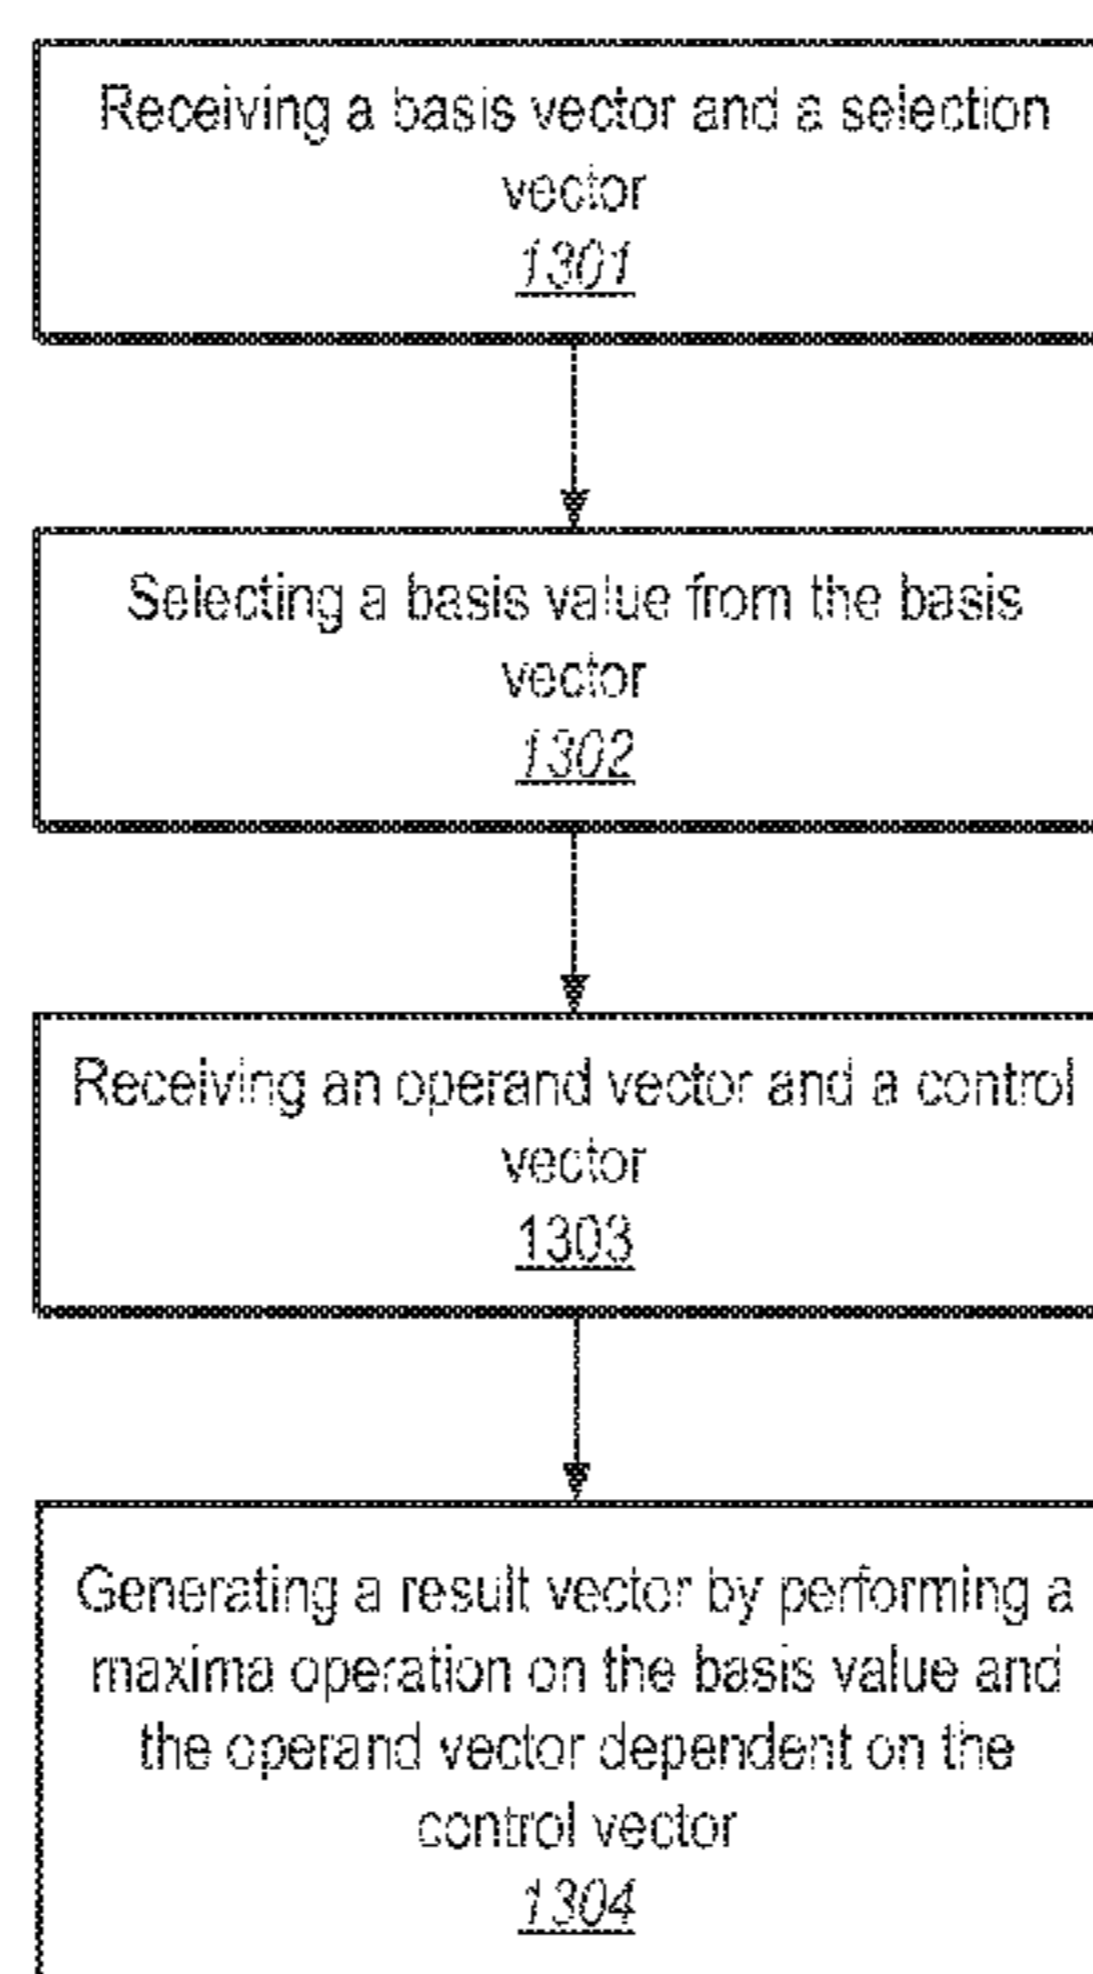 Receiving a basis vector and a selection
vector
1301
Selecting a basis value from the basis
vector
1302
Receiving an operand vector and a control
vector
1303
Generating a result vector by performing a
maxima operation on the basis value and
the operand vector dependent on the
control vector
1304